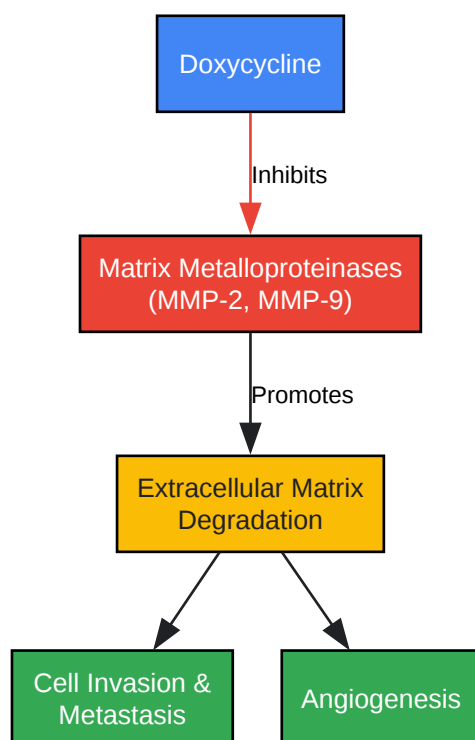 Doxycycline
Inhibits
Matrix Metalloproteinases
(MMP-2, MMP-9)
Promotes
Extracellular Matrix
Degradation
Cell Invasion &
Metastasis
Angiogenesis